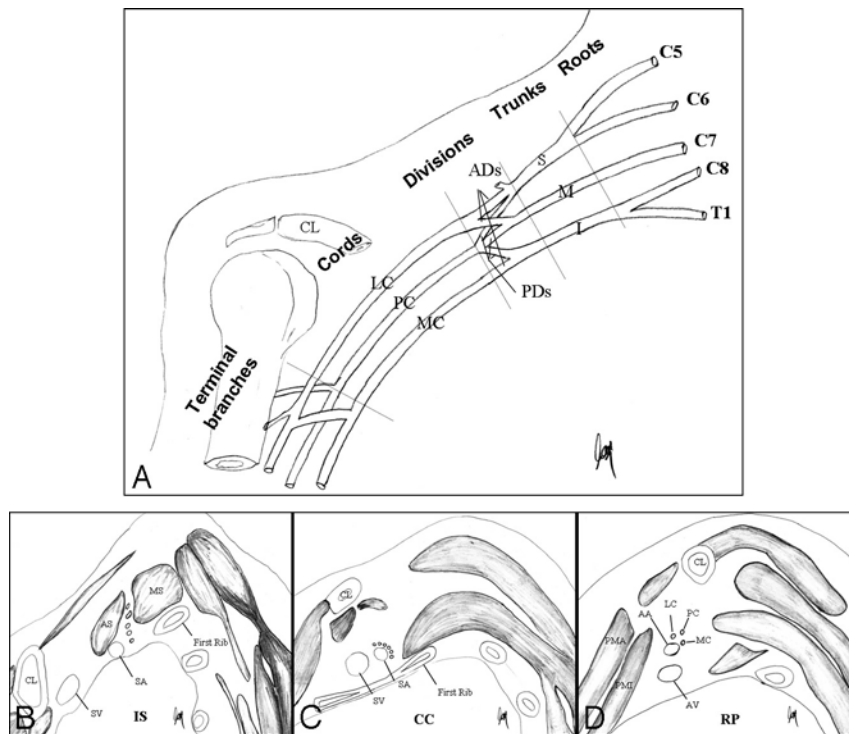 C5
Roots
C6
Trunks
C7
Divisions
S
ADs
C8
M
T1
CL
L
Cords
LC
PC
PDs
MC
Terminal
branches
A
MS
AS
First Rib
SA
CL
SV
B
IS
CL
SA
First Rib
SV
C
CC
CL
LC
PC
AA
MC
PMA
PMI
AV
D
RP